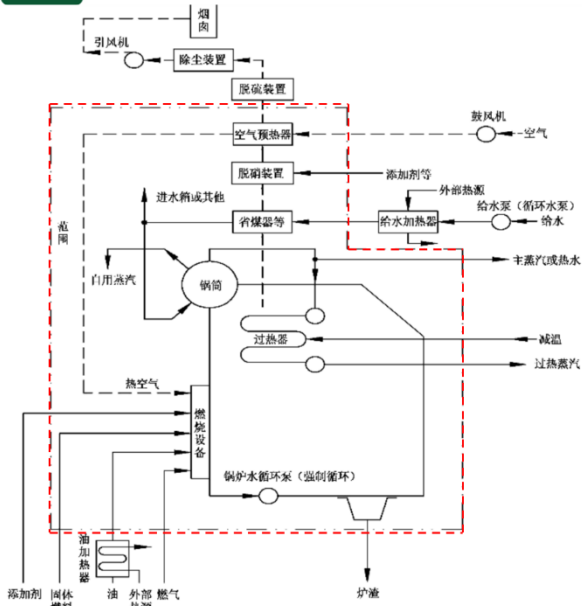 烟囱
引风机
除尘装置
脱硫装置
鼓风机
空气预热器
空气
脱硝装置
添加剂等
外部热源
进水箱或其他
给水泵（循环水泵）
省煤器等
给水加热器
给水
范围
主蒸汽或热水
自用蒸汽
锅筒
过热器
减温
过热蒸汽
热空气
燃烧设备
锅炉水循环泵（强制循环）
油加热器
添加剂
固体
油
外部
燃气
炉渣